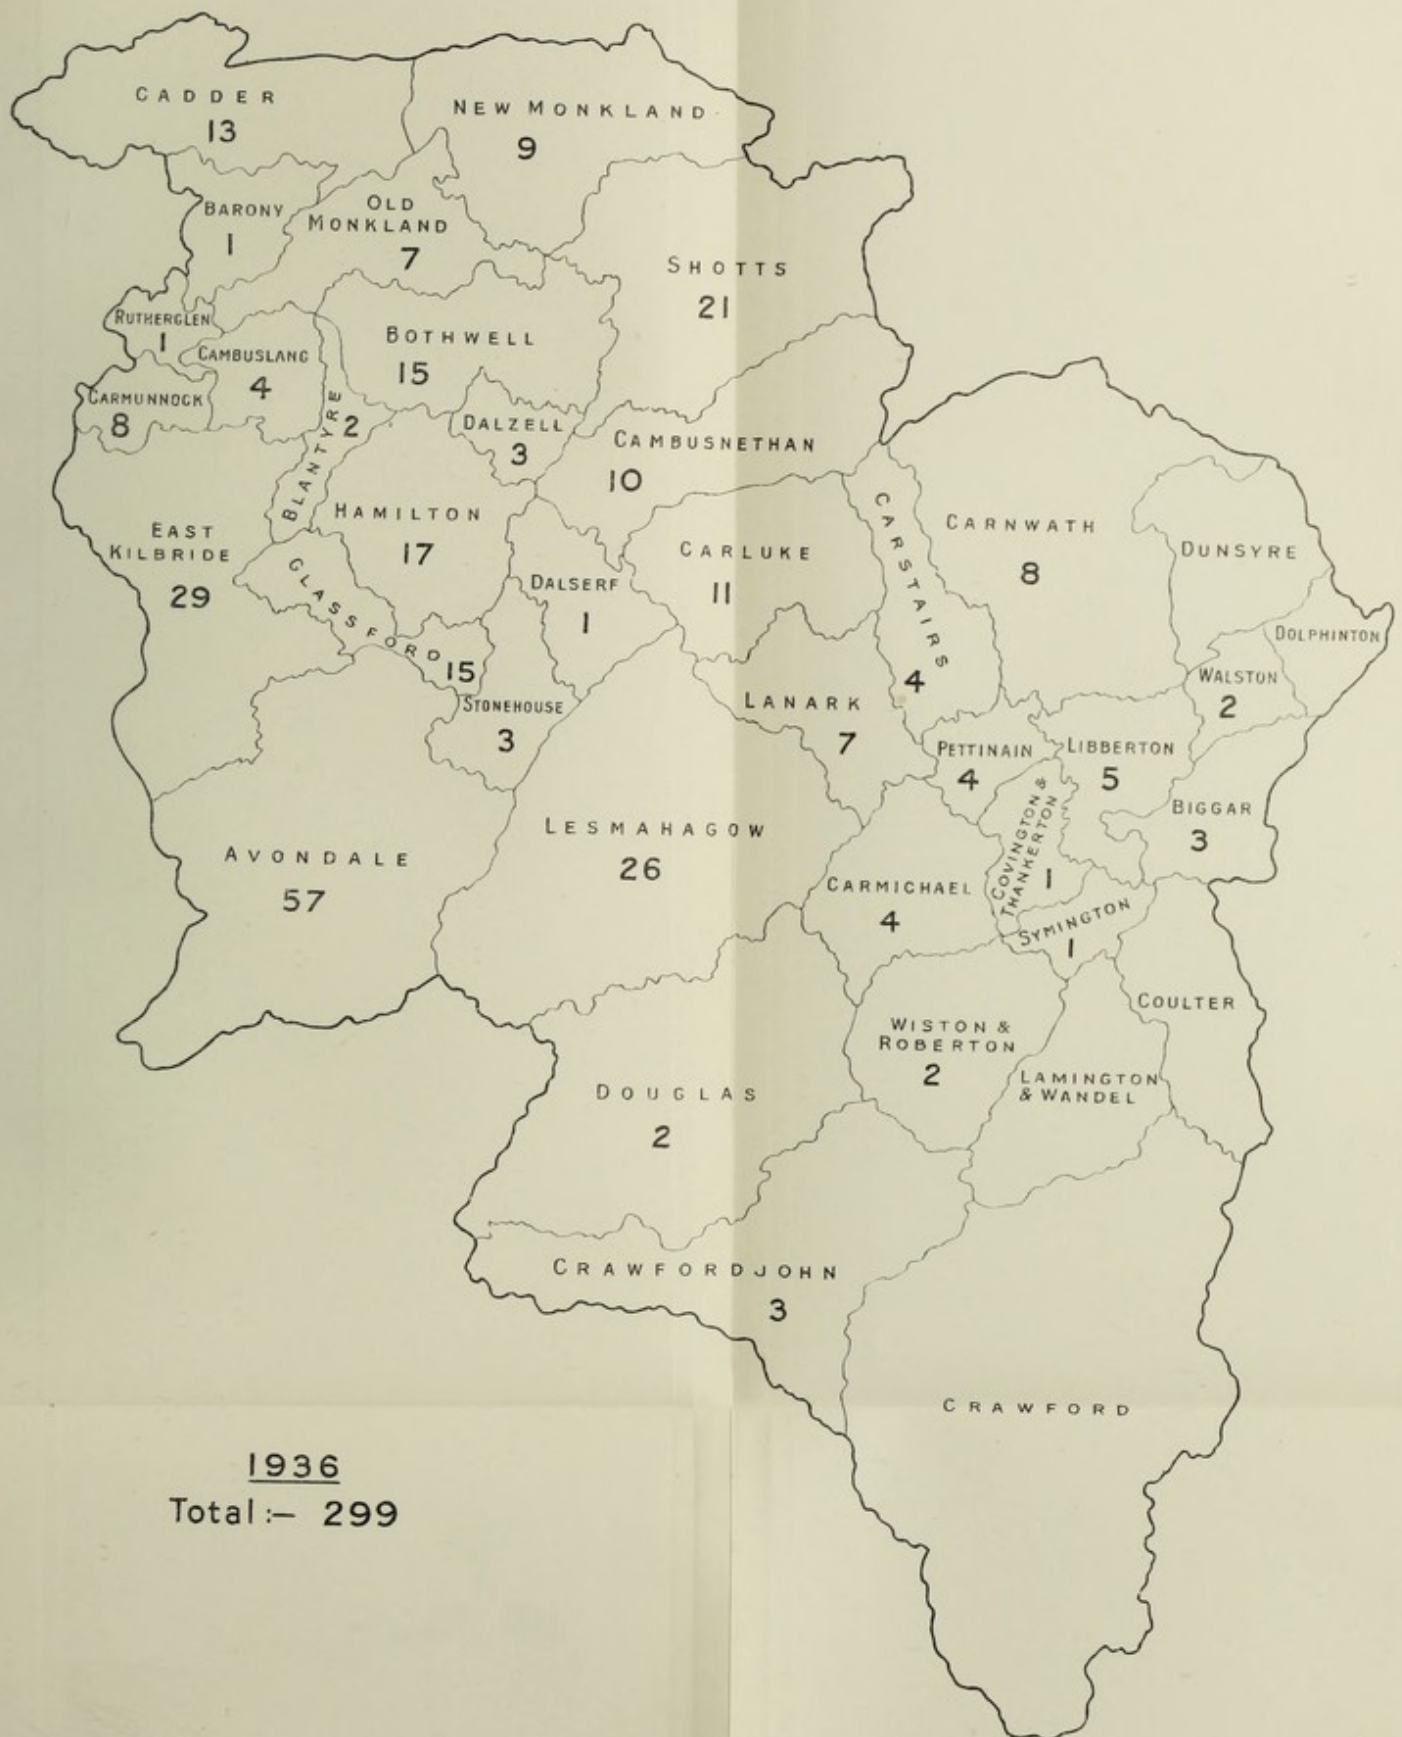 CADDER
13
NEW MONKLAND
9
BARONY
1
OLD
MONKLAND
7
SHOTTS
21
RUTHERGLEN
1
CAMBUSLANG
4
BOTHWELL
15
CARMUNNOCK
8
BLANTYRE
2
DALZELL
3
CAMBUSNETHAN
10
EAST
KILBRIDE
29
HAMILTON
17
GLASSFORD
15
DALSERF
1
CARLUKE
11
CARSTAIRS
4
CARNWATH
8
DUNSYRE
DOLPHINTON
WALSTON
2
STONEHOUSE
3
LANARK
7
PETTINAIN
4
LIBBERTON
5
BIGGAR
3
AVONDALE
57
LESMAHAGOW
26
CARMICHAEL
4
COVINGTON &
THANKERTON
1
SYMINGTON
1
COULTER
WISTON &
ROBERTON
2
LAMINGTON
& WANDEL
DOUGLAS
2
CRAWFORDJOHN
3
CRAWFORD
1936
Total :- 299